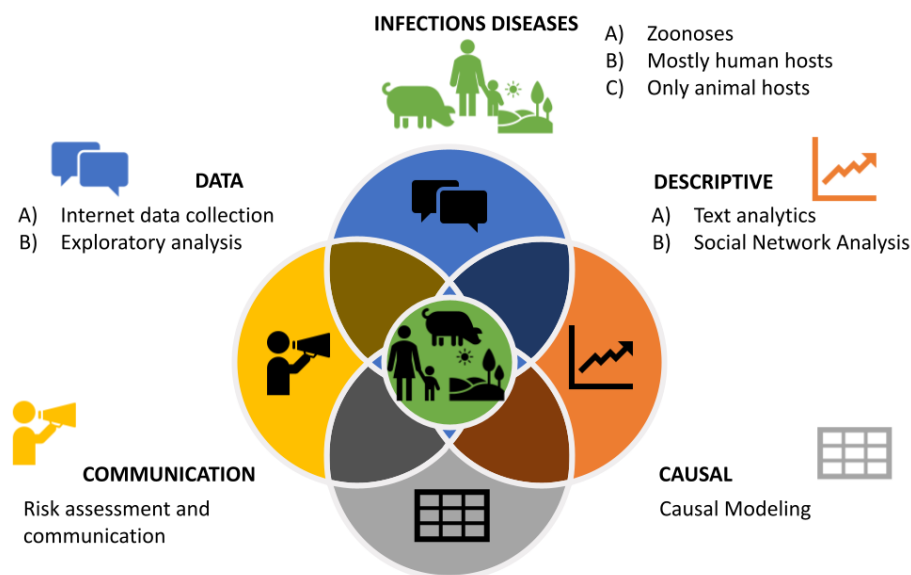 INFECTIONS DISEASES
A) Zoonoses
B) Mostly human hosts
C) Only animal hosts
DATA
A) Internet data collection
B) Exploratory analysis
DESCRIPTIVE
A) Text analytics
B) Social Network Analysis
COMMUNICATION
Risk assessment and
communication
CAUSAL
Causal Modeling